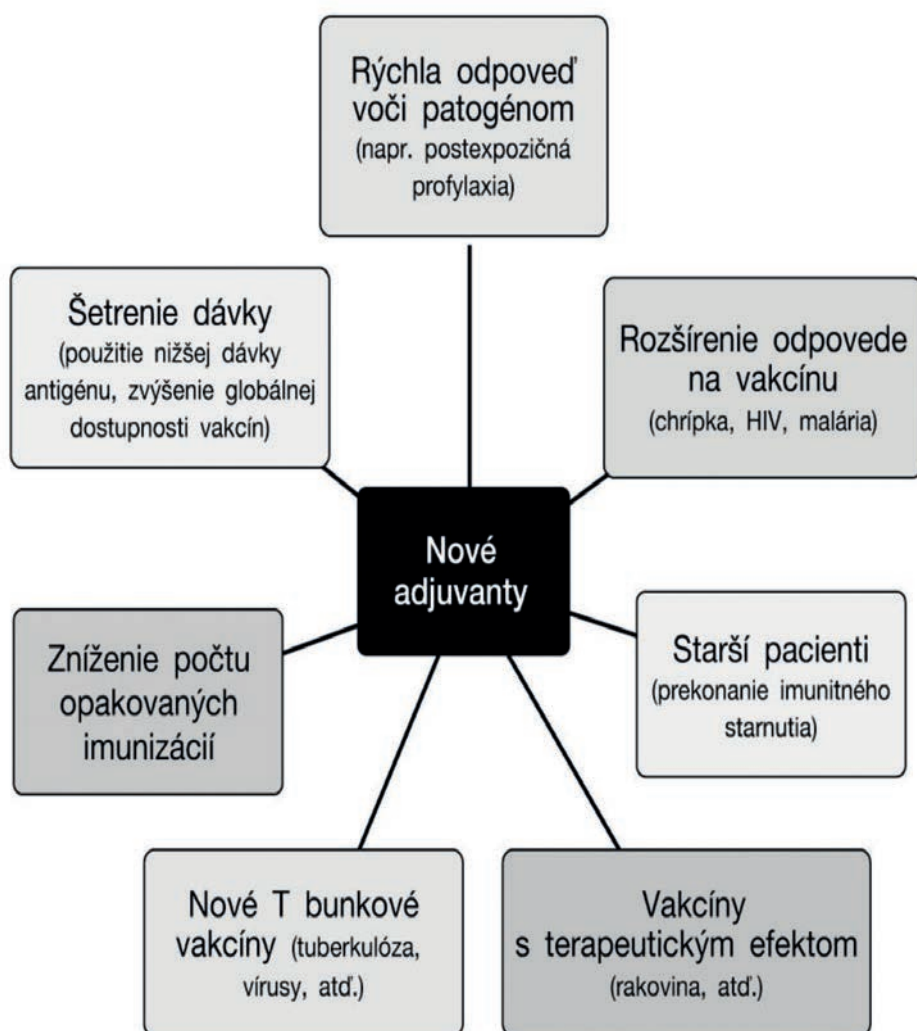 Rýchla odpoveď
voči patogénom
(napr. postexpozičná
profylaxia)
Šetrenie dávky
(použitie nižšej dávky
antigénu, zvýšenie globálnej
dostupnosti vakcín)
Rozšírenie odpovede
na vakcínu
(chrípka, HIV, malária)
Nové
adjuvanty
Zníženie počtu
opakovaných
imunizácií
Starší pacienti
(prekonanie imunitného
starnutia)
Nové T bunkové
vakcíny (tuberkulóza,
vírusy, atď.)
Vakcíny
s terapeutickým efektom
(rakovina, atď.)